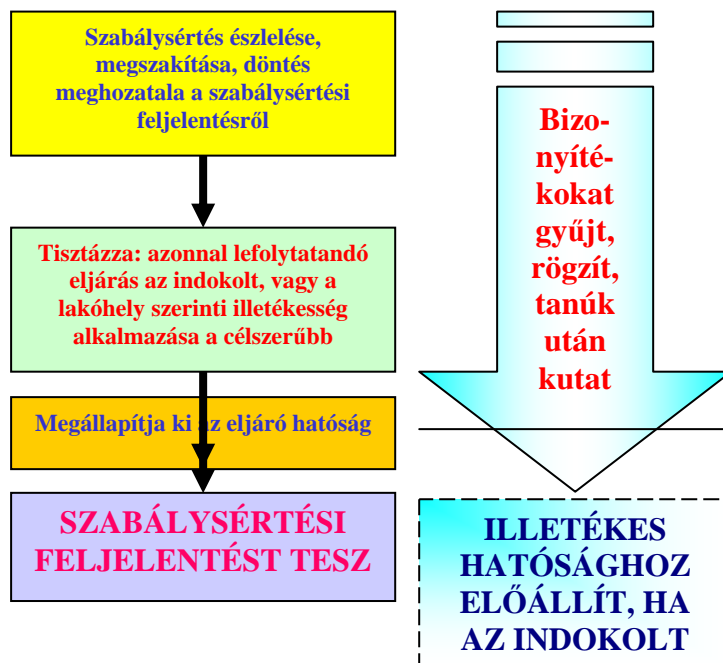 Szabálysértés észlelése,
megszakítása, döntés
meghozatala a szabálysértési
feljelentésről
Tisztázza: azonnal lefolytatandó
eljárás az indokolt, vagy a
lakóhely szerinti illetékesség
alkalmazása a célszerűbb
Megállapítja ki az eljáró hatóság
SZABÁLYSÉRTÉSI
FELJELENTÉST TESZ
Bizo-
nyíté-
kokat
gyűjt,
rögzít,
tanúk
után
kutat
ILLETÉKES
HATÓSÁGHOZ
ELŐÁLLÍT, HA
AZ INDOKOLT